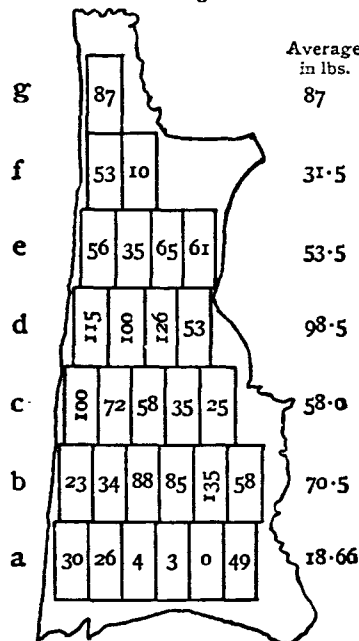 Average
in lbs.
g 87 87
f 53 10 31·5
e 56 35 65 61 53·5
d 115 100 126 53 98·5
c 100 72 58 35 25 58·0
b 23 34 88 85 135 58 70·5
a 30 26 4 3 0 49 18·66